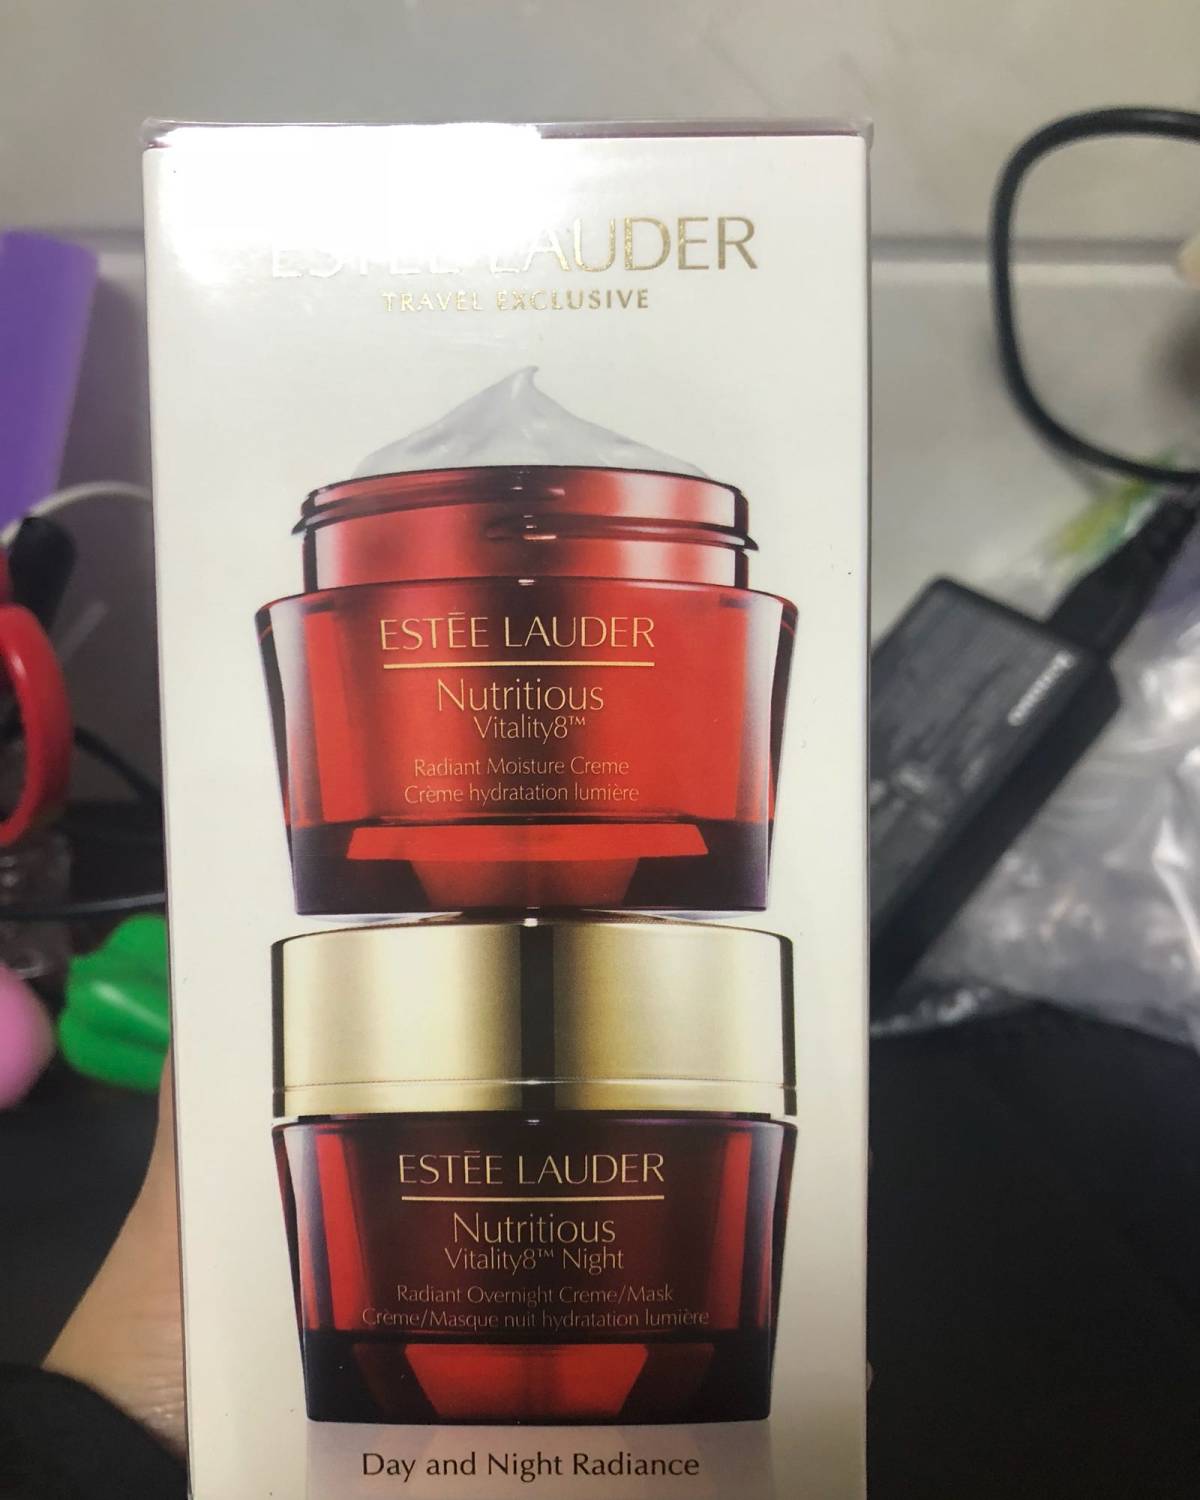 ESTĒE LAUDER
TRAVEL EXCLUSIVE
ESTĒE LAUDER
Nutritious
Vitality8™
Radiant Moisture Creme
Crème hydratation lumière
ESTĒE LAUDER
Nutritious
Vitality8™ Night
Radiant Overnight Creme/Mask
Crème/Masque nuit hydratation lumière
Day and Night Radiance